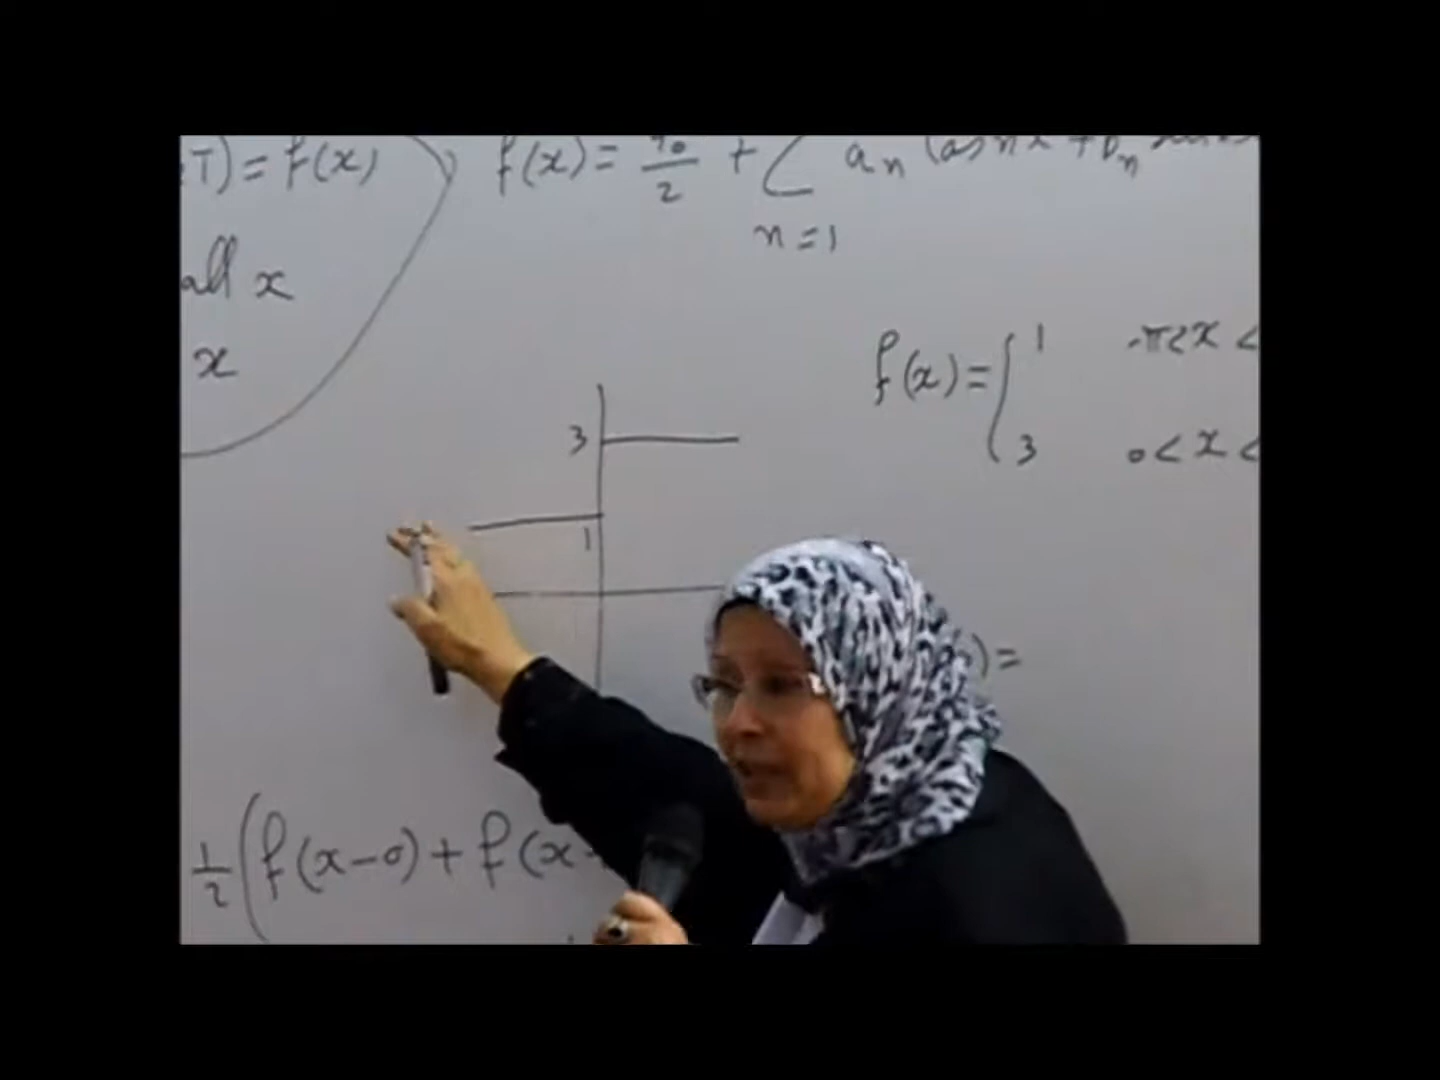 T) = f(x)
f(x) = a₀/2 + Σ aₙ cos nx + bₙ
n = 1
all x
x
f(x) = { 1 -π < x <
3 0 < x <
3
1
) =
1/2 ( f(x-0) + f(x